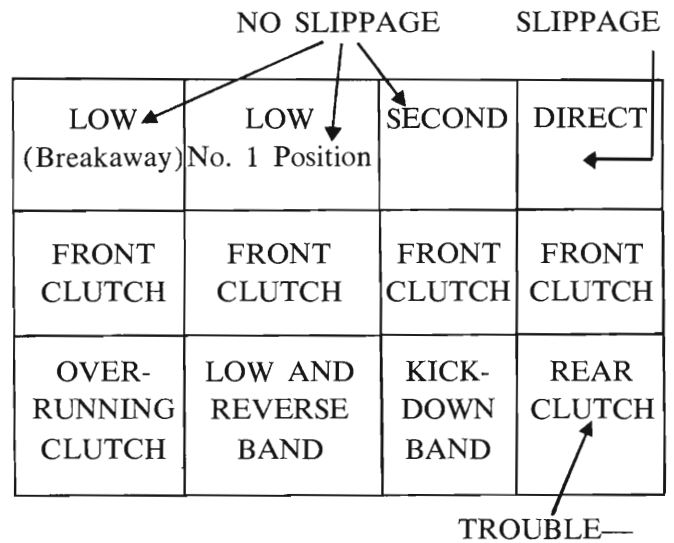 NO SLIPPAGE SLIPPAGE
LOW LOW SECOND DIRECT
(Breakaway) No. 1 Position
FRONT FRONT FRONT FRONT
CLUTCH CLUTCH CLUTCH CLUTCH
OVER- LOW AND KICK- REAR
RUNNING REVERSE DOWN CLUTCH
CLUTCH BAND BAND
TROUBLE—